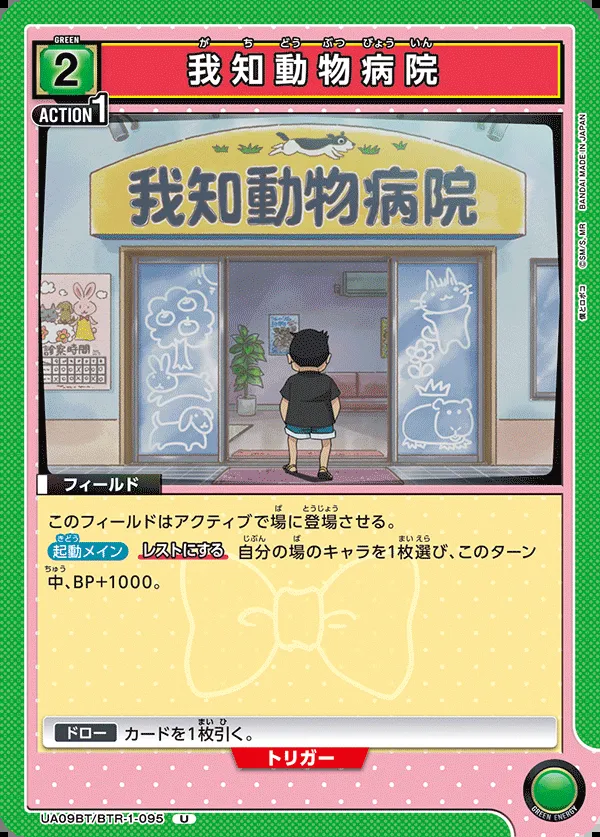 GREEN
2
がちどうぶつびょういん
我知動物病院
ACTION 1
我知動物病院
診察時間
BANDAI MADE IN JAPAN
©SM/S, MR
僕とロボコ
フィールド
このフィールドはアクティブで場に登場させる。
起動メイン レストにする 自分の場のキャラを1枚選び、このターン
中、BP+1000。
ドロー カードを1枚引く。
トリガー
UA09BT/BTR-1-095 U
GREEN ENERGY